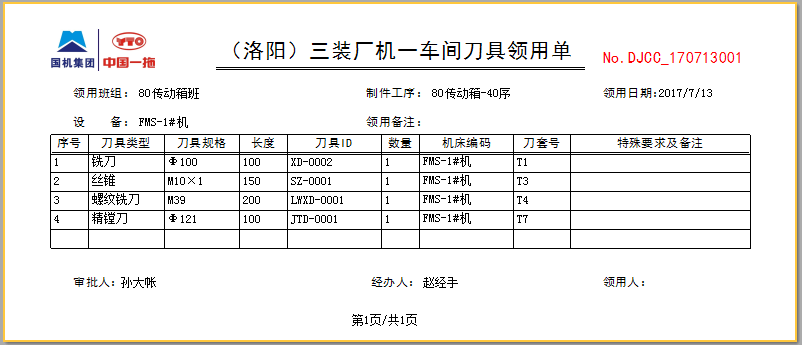 国机集团 YTO 中国一拖 （洛阳）三装厂机一车间刀具领用单 No.DJCC_170713001
领用班组：80传动箱班 制件工序：80传动箱-40序 领用日期:2017/7/13
设 备：FMS-1#机 领用备注：
序号 刀具类型 刀具规格 长度 刀具ID 数量 机床编码 刀套号 特殊要求及备注
1 铣刀 Φ100 100 XD-0002 1 FMS-1#机 T1
2 丝锥 M10×1 150 SZ-0001 1 FMS-1#机 T3
3 螺纹铣刀 M39 200 LWXD-0001 1 FMS-1#机 T4
4 精镗刀 Φ121 100 JTD-0001 1 FMS-1#机 T7
审批人：孙大帐 经办人：赵经手 领用人：
第1页/共1页